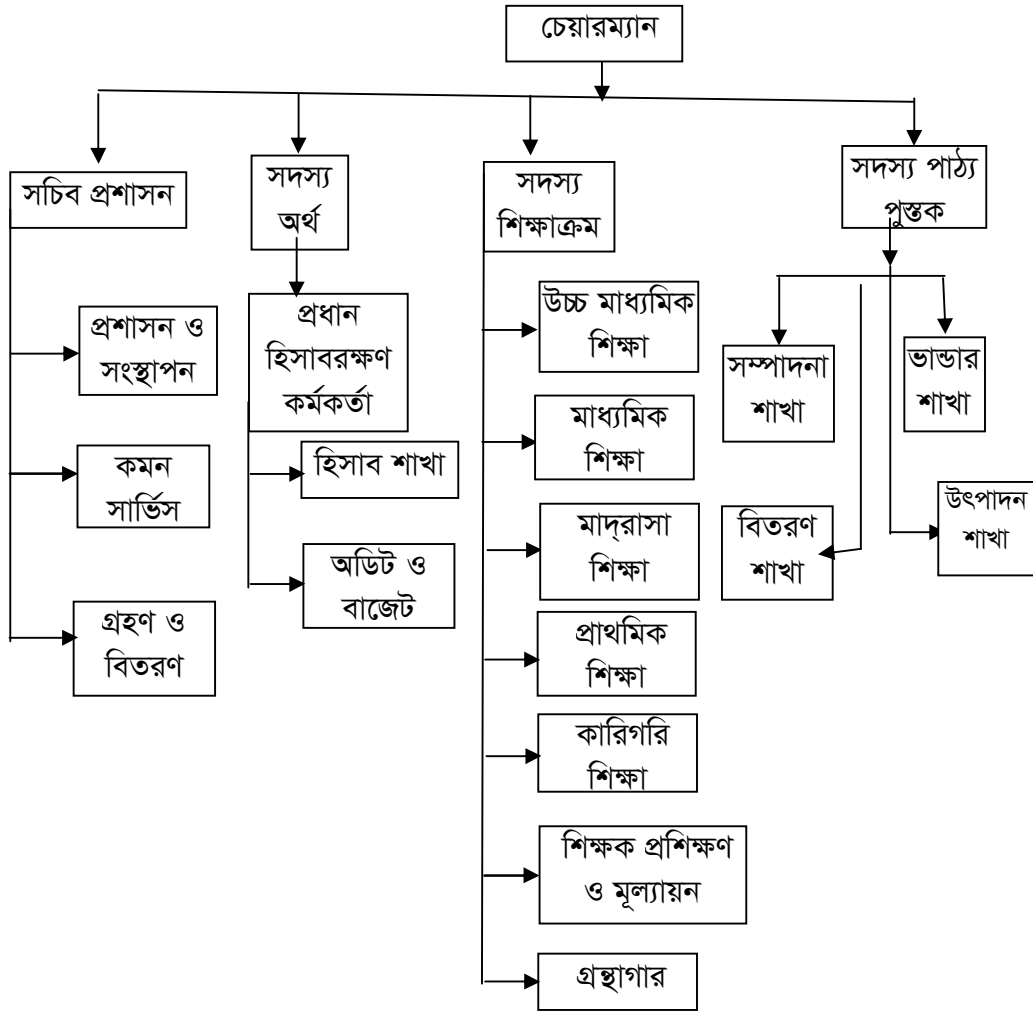 চেয়ারম্যান
সচিব প্রশাসন
সদস্য
অর্থ
সদস্য
শিক্ষাক্রম
সদস্য পাঠ্য
পুস্তক
প্রশাসন ও
সংস্থাপন
কমন
সার্ভিস
গ্রহণ ও
বিতরণ
প্রধান
হিসাবরক্ষণ
কর্মকর্তা
হিসাব শাখা
অডিট ও
বাজেট
উচ্চ মাধ্যমিক
শিক্ষা
মাধ্যমিক
শিক্ষা
মাদ্‌রাসা
শিক্ষা
প্রাথমিক
শিক্ষা
কারিগরি
শিক্ষা
শিক্ষক প্রশিক্ষণ
ও মূল্যায়ন
গ্রন্থাগার
সম্পাদনা
শাখা
ভান্ডার
শাখা
বিতরণ
শাখা
উৎপাদন
শাখা